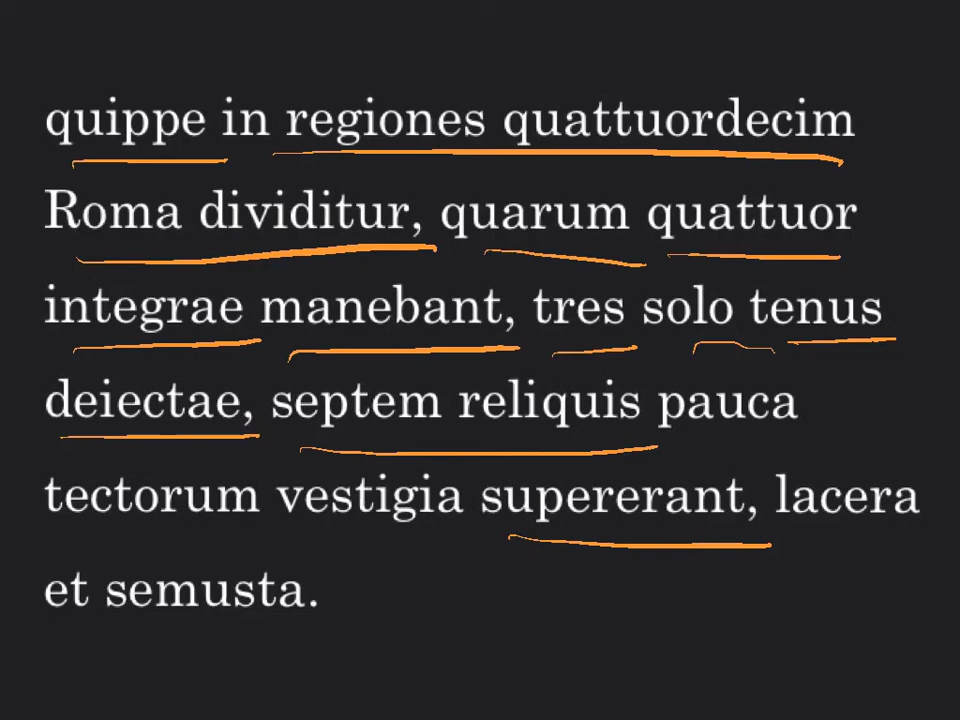 quippe in regiones quattuordecim
Roma dividitur, quarum quattuor
integrae manebant, tres solo tenus
deiectae, septem reliquis pauca
tectorum vestigia supererant, lacera
et semusta.